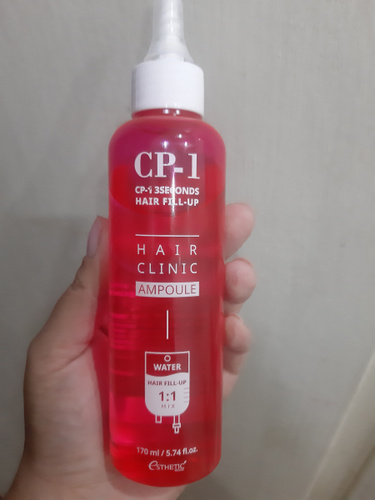 CP-1
CP-1 3SECONDS
HAIR FILL-UP
HAIR
CLINIC
AMPOULE
WATER
HAIR FILL-UP
1:1
MIX
170 ml / 5.74 fl.oz.
ESTHETIC